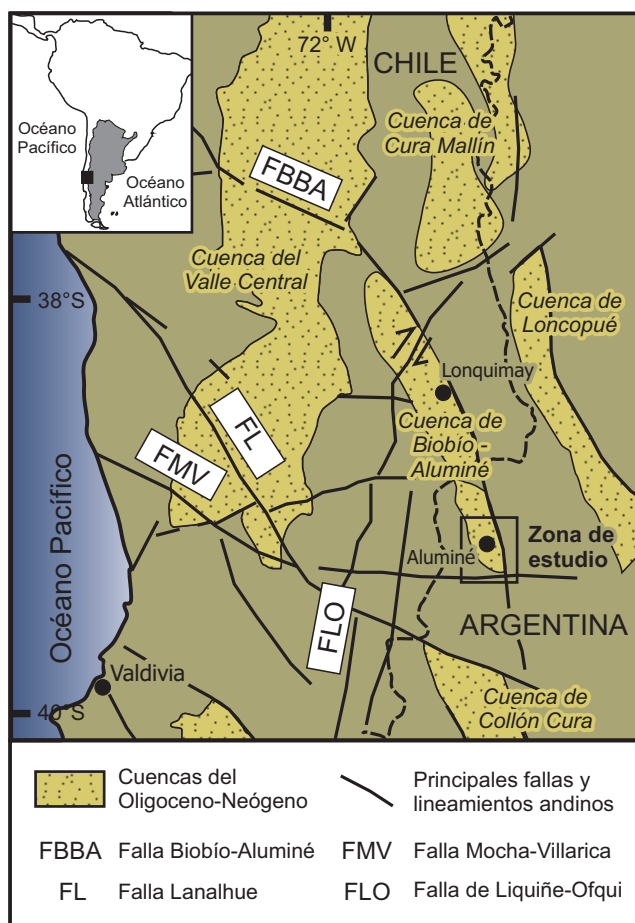 72° W
CHILE
Océano
Pacífico
Océano
Atlántico
Cuenca de
Cura Mallín
FBBA
Cuenca del
Valle Central
38°S
Cuenca de
Loncopué
Lonquimay
Cuenca de
Biobío -
Aluminé
FL
FMV
Océano Pacífico
Aluminé
Zona de
estudio
FLO
ARGENTINA
Valdivia
40°S
Cuenca de
Collón Cura
Cuencas del
Oligoceno-Neógeno
Principales fallas y
lineamientos andinos
FBBA Falla Biobío-Aluminé
FMV Falla Mocha-Villarica
FL Falla Lanalhue
FLO Falla de Liquiñe-Ofqui